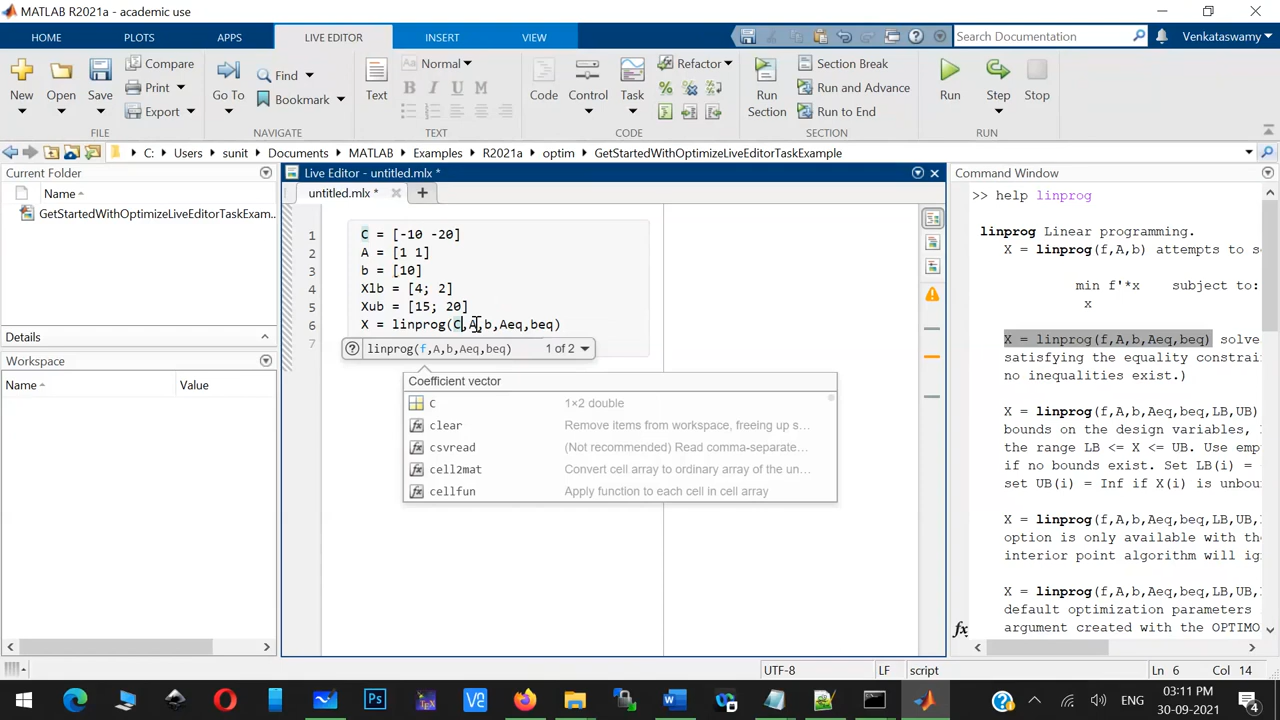 MATLAB R2021a - academic use
HOME PLOTS APPS LIVE EDITOR INSERT VIEW Search Documentation Venkataswamy
New Open Save Compare Print Export
FILE
Go To Find Bookmark
NAVIGATE
Text Normal
B I U M
TEXT
Code Control Task Refactor
CODE
Run Section Section Break Run and Advance Run to End
SECTION
Run Step Stop
RUN
C: Users sunit Documents MATLAB Examples R2021a optim GetStartedWithOptimizeLiveEditorTaskExample
Current Folder
Name
GetStartedWithOptimizeLiveEditorTaskExam...
Details
Workspace
Name Value
Live Editor - untitled.mlx *
untitled.mlx *
1 C = [-10 -20]
2 A = [1 1]
3 b = [10]
4 Xlb = [4; 2]
5 Xub = [15; 20]
6 X = linprog(C,A,b,Aeq,beq)
7
linprog(f,A,b,Aeq,beq) 1 of 2
Coefficient vector
C 1×2 double
clear Remove items from workspace, freeing up s...
csvread (Not recommended) Read comma-separate...
cell2mat Convert cell array to ordinary array of the un...
cellfun Apply function to each cell in cell array
Command Window
>> help linprog
linprog Linear programming.
X = linprog(f,A,b) attempts to s
min f'*x subject to:
x
X = linprog(f,A,b,Aeq,beq) solve
satisfying the equality constrai
no inequalities exist.)
X = linprog(f,A,b,Aeq,beq,LB,UB)
bounds on the design variables,
the range LB <= X <= UB. Use emp
if no bounds exist. Set LB(i) =
set UB(i) = Inf if X(i) is unbou
X = linprog(f,A,b,Aeq,beq,LB,UB,
option is only available with the
interior point algorithm will ig
X = linprog(f,A,b,Aeq,beq,LB,UB,
default optimization parameters
argument created with the OPTIMO
fx
UTF-8 LF script Ln 6 Col 14
ENG
03:11 PM
30-09-2021
4